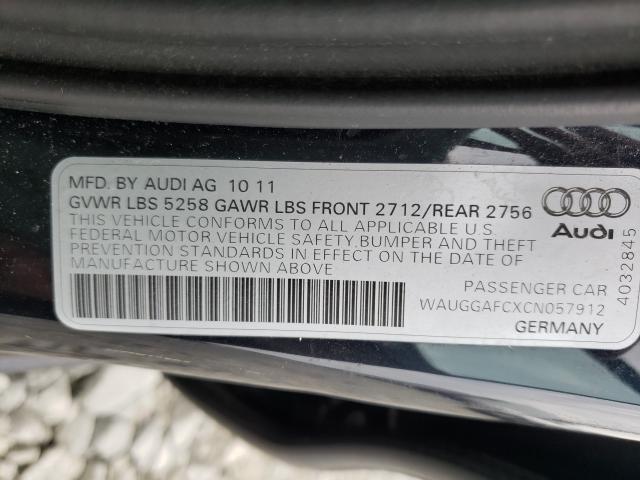 MFD. BY AUDI AG 10 11
GVWR LBS 5258 GAWR LBS FRONT 2712/REAR 2756
THIS VEHICLE CONFORMS TO ALL APPLICABLE U.S.
FEDERAL MOTOR VEHICLE SAFETY, BUMPER AND THEFT
PREVENTION STANDARDS IN EFFECT ON THE DATE OF
MANUFACTURE SHOWN ABOVE
Audi
4032845
PASSENGER CAR
WAUGGAFCXCN057912
GERMANY